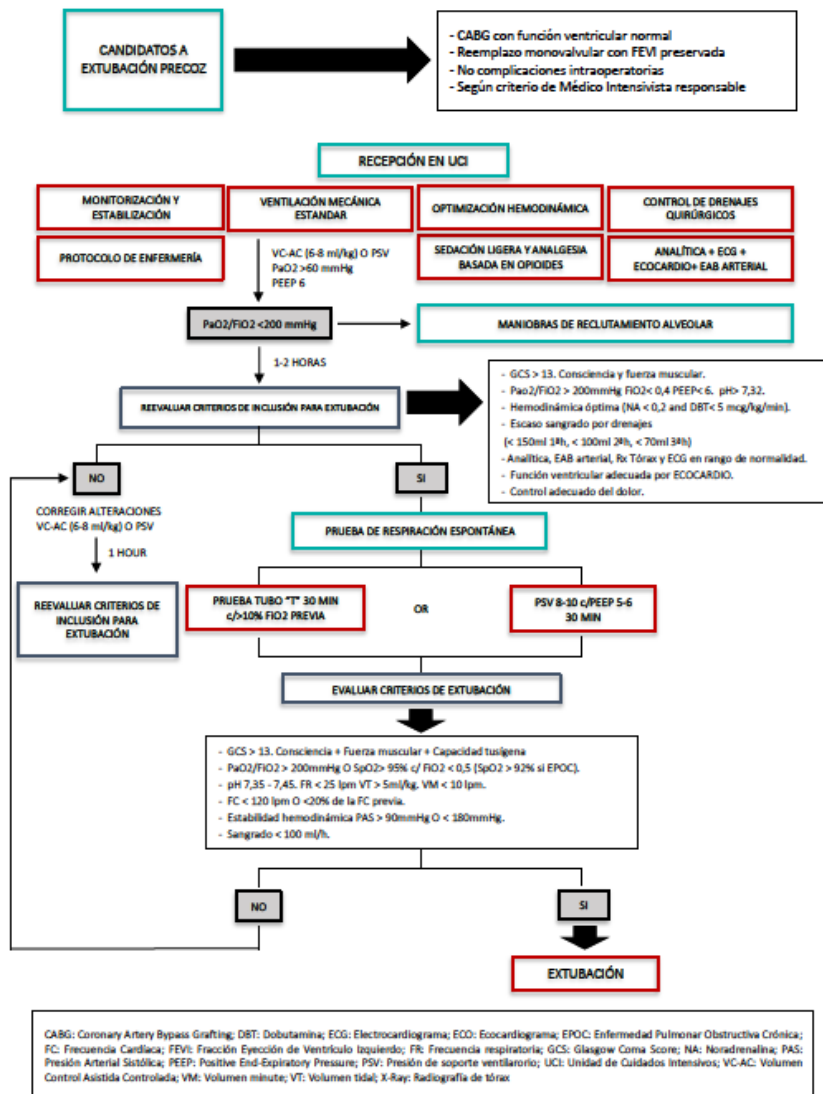 CANDIDATOS A
EXTUBACIÓN PRECOZ
- CABG con función ventricular normal
- Reemplazo monovalvular con FEVI preservada
- No complicaciones intraoperatorias
- Según criterio de Médico Intensivista responsable
RECEPCIÓN EN UCI
MONITORIZACIÓN Y
ESTABILIZACIÓN
VENTILACIÓN MECÁNICA
ESTANDAR
OPTIMIZACIÓN HEMODINÁMICA
CONTROL DE DRENAJES
QUIRÚRGICOS
PROTOCOLO DE ENFERMERÍA
VC-AC (6-8 ml/kg) O PSV
PaO2 >60 mmHg
PEEP 6
SEDACIÓN LIGERA Y ANALGESIA
BASADA EN OPIOIDES
ANALÍTICA + ECG +
ECOCARDIO+ EAB ARTERIAL
PaO2/FiO2 <200 mmHg
MANIOBRAS DE RECLUTAMIENTO ALVEOLAR
1-2 HORAS
REEVALUAR CRITERIOS DE INCLUSIÓN PARA EXTUBACIÓN
- GCS > 13. Consciencia y fuerza muscular.
- Pao2/FiO2 > 200mmHg FiO2< 0,4 PEEP< 6. pH> 7,32.
- Hemodinámica óptima (NA < 0,2 and DBT< 5 mcg/kg/min).
- Escaso sangrado por drenajes
(< 150ml 1ªh, < 100ml 2ªh, < 70ml 3ªh)
- Analítica, EAB arterial, Rx Tórax y ECG en rango de normalidad.
- Función ventricular adecuada por ECOCARDIO.
- Control adecuado del dolor.
NO
SI
CORREGIR ALTERACIONES
VC-AC (6-8 ml/kg) O PSV
1 HOUR
REEVALUAR CRITERIOS DE
INCLUSIÓN PARA
EXTUBACIÓN
PRUEBA DE RESPIRACIÓN ESPONTÁNEA
PRUEBA TUBO "T" 30 MIN
c/>10% FIO2 PREVIA
OR
PSV 8-10 c/PEEP 5-6
30 MIN
EVALUAR CRITERIOS DE EXTUBACIÓN
- GCS > 13. Consciencia + Fuerza muscular + Capacidad tusígena
- PaO2/FiO2 > 200mmHg O SpO2> 95% c/ FiO2 < 0,5 (SpO2 > 92% si EPOC).
- pH 7,35 - 7,45. FR < 25 lpm VT > 5ml/kg. VM < 10 lpm.
- FC < 120 lpm O <20% de la FC previa.
- Estabilidad hemodinámica PAS > 90mmHg O < 180mmHg.
- Sangrado < 100 ml/h.
NO
SI
EXTUBACIÓN
CABG: Coronary Artery Bypass Grafting; DBT: Dobutamina; ECG: Electrocardiograma; ECO: Ecocardiograma; EPOC: Enfermedad Pulmonar Obstructiva Crónica;
FC: Frecuencia Cardíaca; FEVI: Fracción Eyección de Ventrículo Izquierdo; FR: Frecuencia respiratoria; GCS: Glasgow Coma Score; NA: Noradrenalina; PAS:
Presión Arterial Sistólica; PEEP: Positive End-Expiratory Pressure; PSV: Presión de soporte ventilarorio; UCI: Unidad de Cuidados Intensivos; VC-AC: Volumen
Control Asistida Controlada; VM: Volumen minute; VT: Volumen tidal; X-Ray: Radiografía de tórax